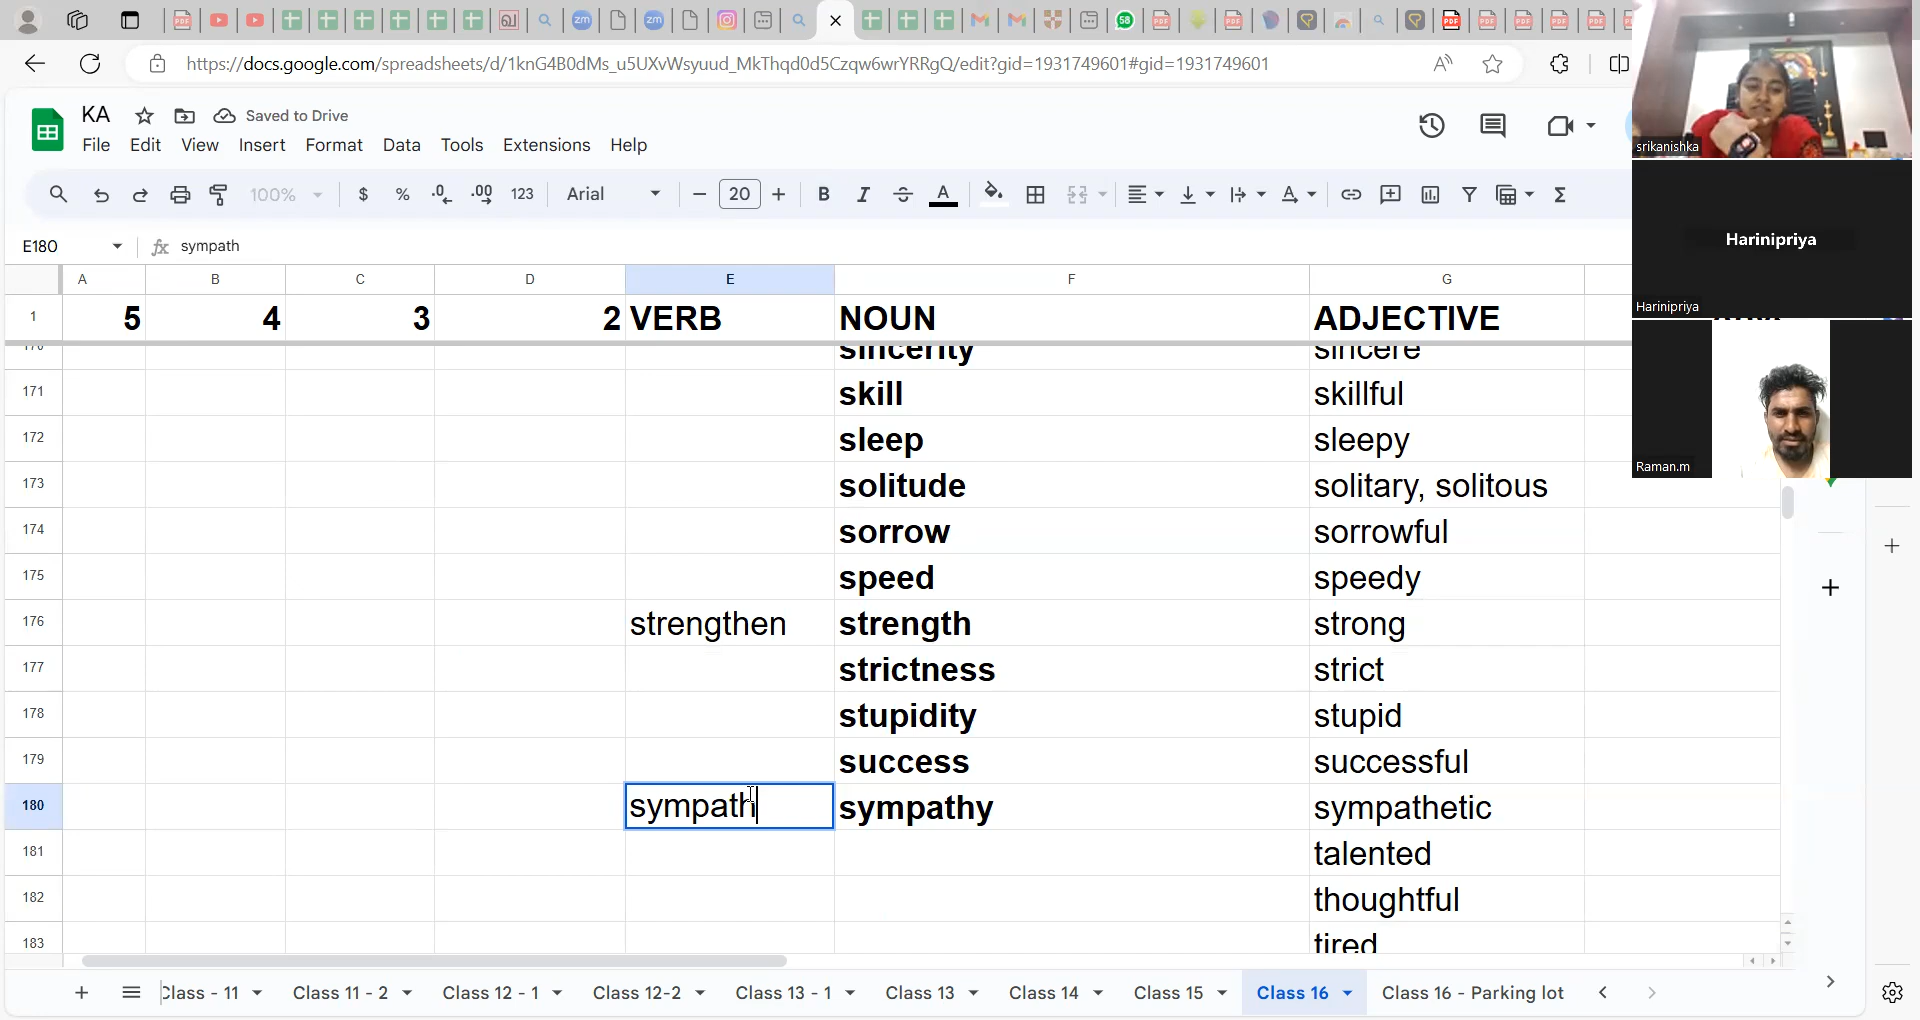 https://docs.google.com/spreadsheets/d/1knG4B0dMs_u5UXvWsyuud_MkThqd0d5Czqw6wrYRRgQ/edit?gid=1931749601#gid=1931749601
KA
Saved to Drive
File Edit View Insert Format Data Tools Extensions Help
100% $ % .0 .00 123 Arial 20
E180 sympath
A B C D E F G
1 5 4 3 2 VERB NOUN ADJECTIVE
170 sincerity sincere
171 skill skillful
172 sleep sleepy
173 solitude solitary, solitous
174 sorrow sorrowful
175 speed speedy
176 strengthen strength strong
177 strictness strict
178 stupidity stupid
179 success successful
180 sympath sympathy sympathetic
181 talented
182 thoughtful
183 tired
Class - 11 Class 11 - 2 Class 12 - 1 Class 12-2 Class 13 - 1 Class 13 Class 14 Class 15 Class 16 Class 16 - Parking lot
srikanishka
Harinipriya
Harinipriya
Raman.m
58